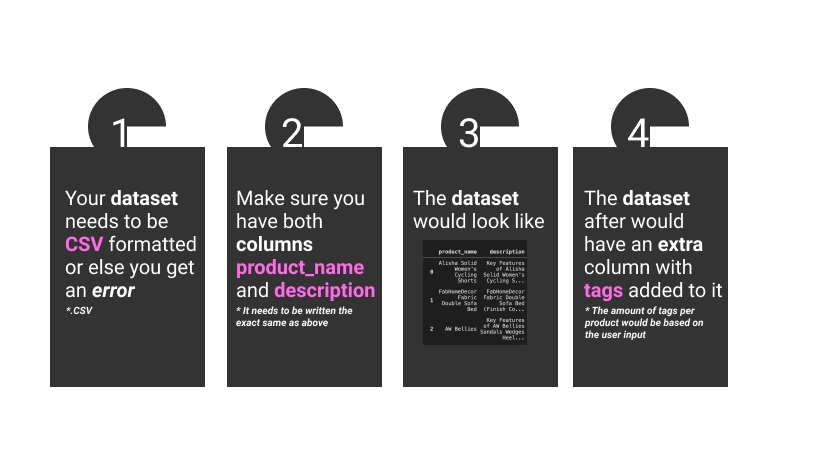 1
Your dataset
needs to be
CSV formatted
or else you get
an error
*.CSV
2
Make sure you
have both
columns
product_name
and description
* It needs to be written the
exact same as above
3
The dataset
would look like
product_name description
0 Alisha Solid Women's Cycling Shorts Key Features of Alisha Solid Women's Cycling S...
1 FabHomeDecor Fabric Double Sofa Bed FabHomeDecor Fabric Double Sofa Bed (Finish Co...
2 AW Bellies Key Features of AW Bellies Sandals Wedges Heel...
4
The dataset
after would
have an extra
column with
tags added to it
* The amount of tags per
product would be based on
the user input